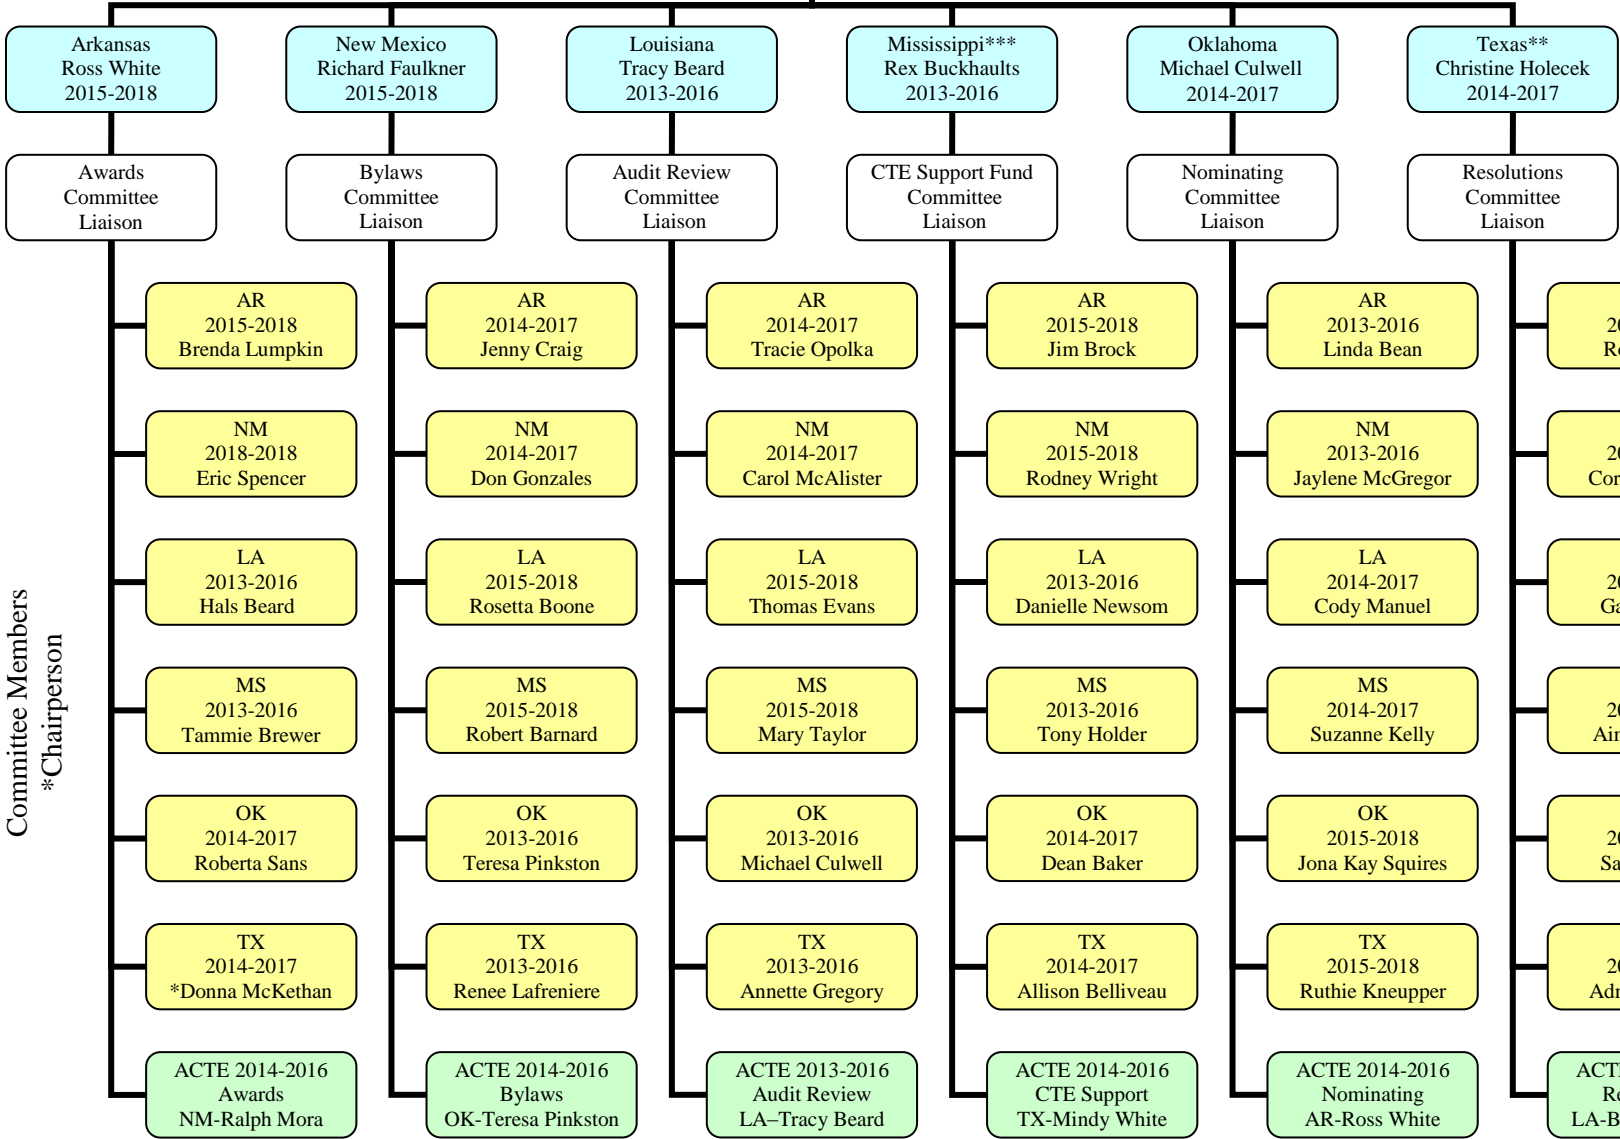 Arkansas
Ross White
2015-2018
New Mexico
Richard Faulkner
2015-2018
Louisiana
Tracy Beard
2013-2016
Mississippi***
Rex Buckhaults
2013-2016
Oklahoma
Michael Culwell
2014-2017
Texas**
Christine Holecek
2014-2017
Awards
Committee
Liaison
Bylaws
Committee
Liaison
Audit Review
Committee
Liaison
CTE Support Fund
Committee
Liaison
Nominating
Committee
Liaison
Resolutions
Committee
Liaison
Committee Members
*Chairperson
AR
2015-2018
Brenda Lumpkin
AR
2014-2017
Jenny Craig
AR
2014-2017
Tracie Opolka
AR
2015-2018
Jim Brock
AR
2013-2016
Linda Bean
NM
2018-2018
Eric Spencer
NM
2014-2017
Don Gonzales
NM
2014-2017
Carol McAlister
NM
2015-2018
Rodney Wright
NM
2013-2016
Jaylene McGregor
LA
2013-2016
Hals Beard
LA
2015-2018
Rosetta Boone
LA
2015-2018
Thomas Evans
LA
2013-2016
Danielle Newsom
LA
2014-2017
Cody Manuel
MS
2013-2016
Tammie Brewer
MS
2015-2018
Robert Barnard
MS
2015-2018
Mary Taylor
MS
2013-2016
Tony Holder
MS
2014-2017
Suzanne Kelly
OK
2014-2017
Roberta Sans
OK
2013-2016
Teresa Pinkston
OK
2013-2016
Michael Culwell
OK
2014-2017
Dean Baker
OK
2015-2018
Jona Kay Squires
TX
2014-2017
*Donna McKethan
TX
2013-2016
Renee Lafreniere
TX
2013-2016
Annette Gregory
TX
2014-2017
Allison Belliveau
TX
2015-2018
Ruthie Kneupper
ACTE 2014-2016
Awards
NM-Ralph Mora
ACTE 2014-2016
Bylaws
OK-Teresa Pinkston
ACTE 2013-2016
Audit Review
LA–Tracy Beard
ACTE 2014-2016
CTE Support
TX-Mindy White
ACTE 2014-2016
Nominating
AR-Ross White